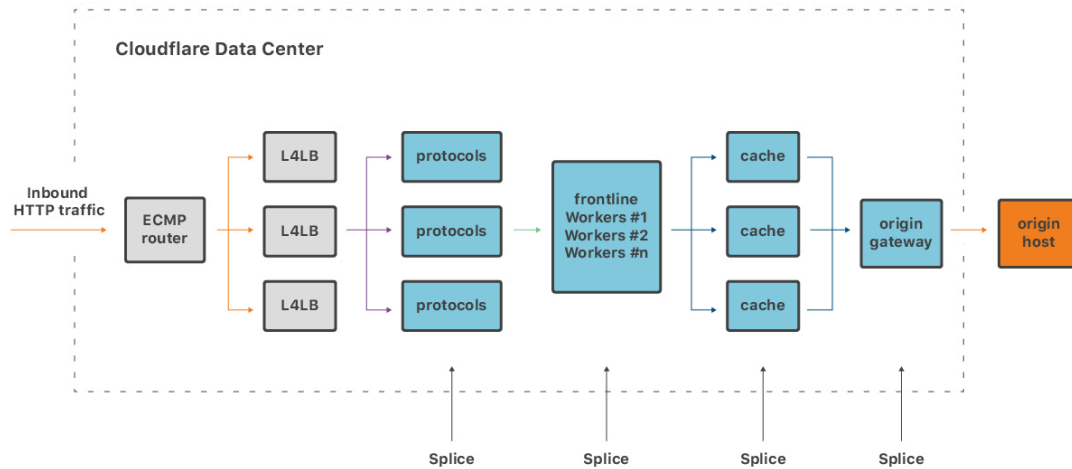 Cloudflare Data Center
Inbound
HTTP traffic
ECMP
router
L4LB
L4LB
L4LB
protocols
protocols
protocols
frontline
Workers #1
Workers #2
Workers #n
cache
cache
cache
origin
gateway
origin
host
Splice
Splice
Splice
Splice